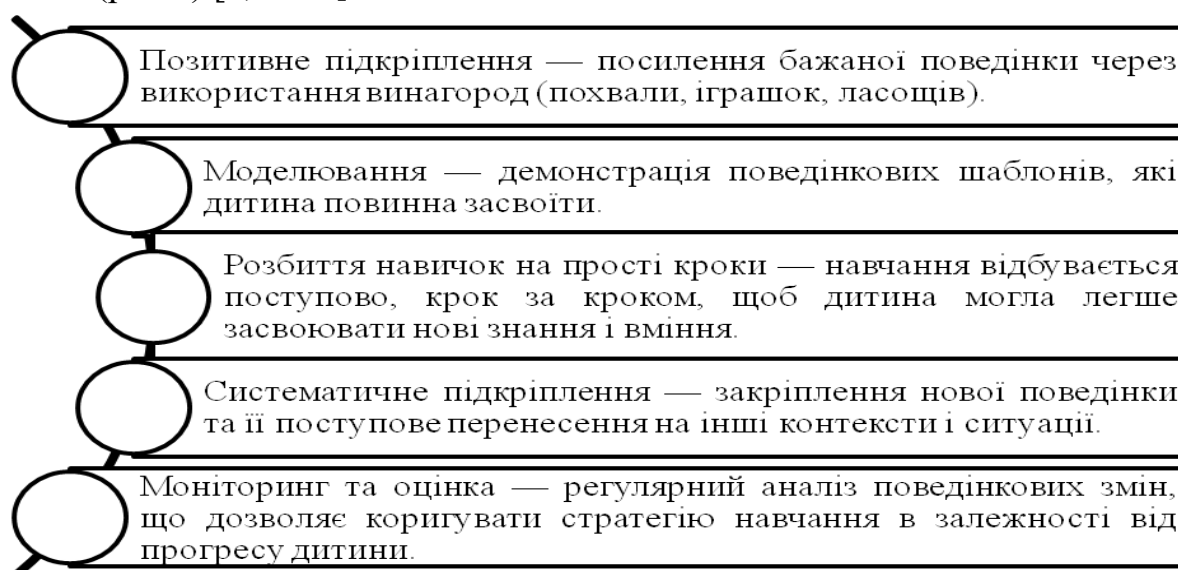 Позитивне підкріплення — посилення бажаної поведінки через
використання винагород (похвали, іграшок, ласощів).
Моделювання — демонстрація поведінкових шаблонів, які
дитина повинна засвоїти.
Розбиття навичок на прості кроки — навчання відбувається
поступово, крок за кроком, щоб дитина могла легше
засвоювати нові знання і вміння.
Систематичне підкріплення — закріплення нової поведінки
та її поступове перенесення на інші контексти і ситуації.
Моніторинг та оцінка — регулярний аналіз поведінкових змін,
що дозволяє коригувати стратегію навчання в залежності від
прогресу дитини.